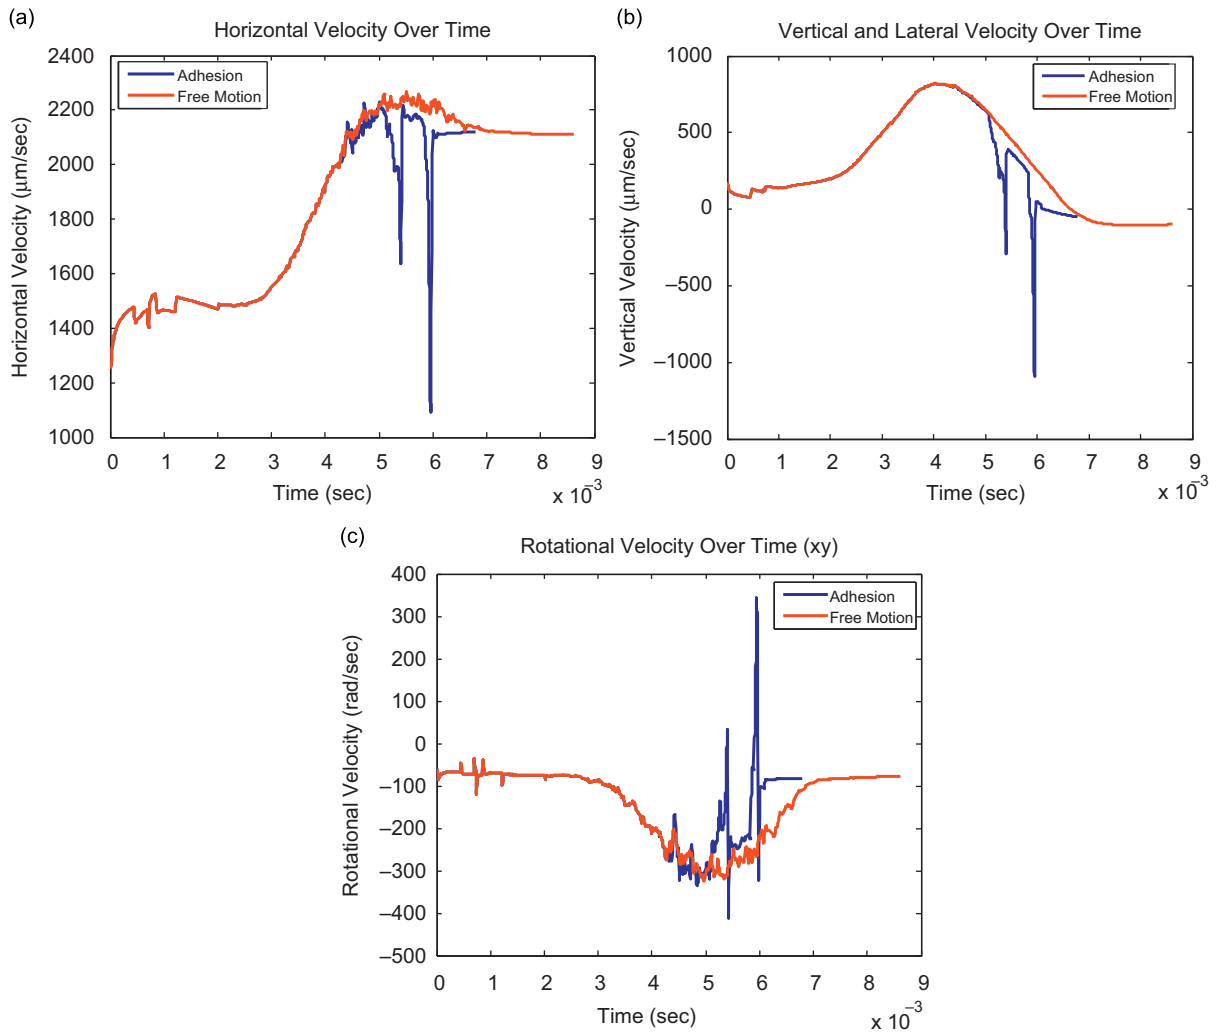 (a)
Horizontal Velocity Over Time
Adhesion
Free Motion
Horizontal Velocity (μm/sec)
2400
2200
2000
1800
1600
1400
1200
1000
0 1 2 3 4 5 6 7 8 9
Time (sec)
x 10–3
(b)
Vertical and Lateral Velocity Over Time
Adhesion
Free Motion
Vertical Velocity (μm/sec)
1000
500
0
–500
–1000
–1500
0 1 2 3 4 5 6 7 8 9
Time (sec)
x 10–3
(c)
Rotational Velocity Over Time (xy)
Adhesion
Free Motion
Rotational Velocity (rad/sec)
400
300
200
100
0
–100
–200
–300
–400
–500
0 1 2 3 4 5 6 7 8 9
Time (sec)
x 10–3